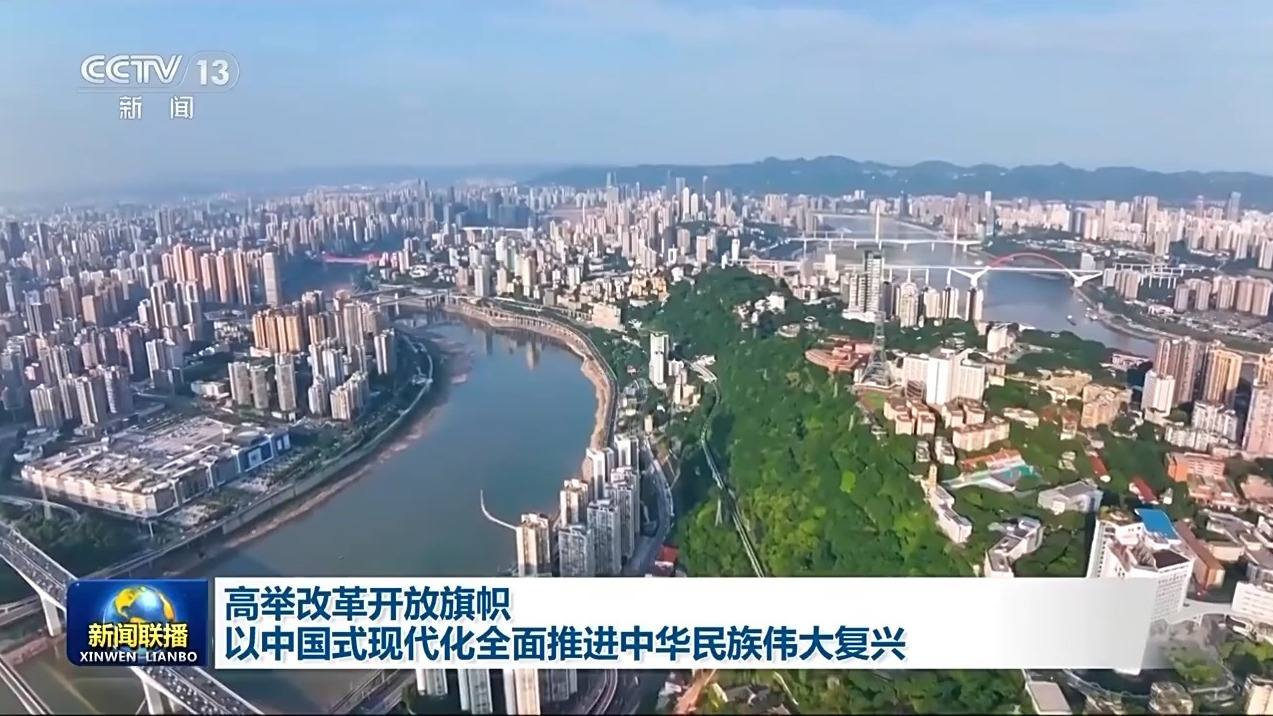 CCTV 13
新闻
高举改革开放旗帜
以中国式现代化全面推进中华民族伟大复兴
新闻联播
XINWEN LIANBO